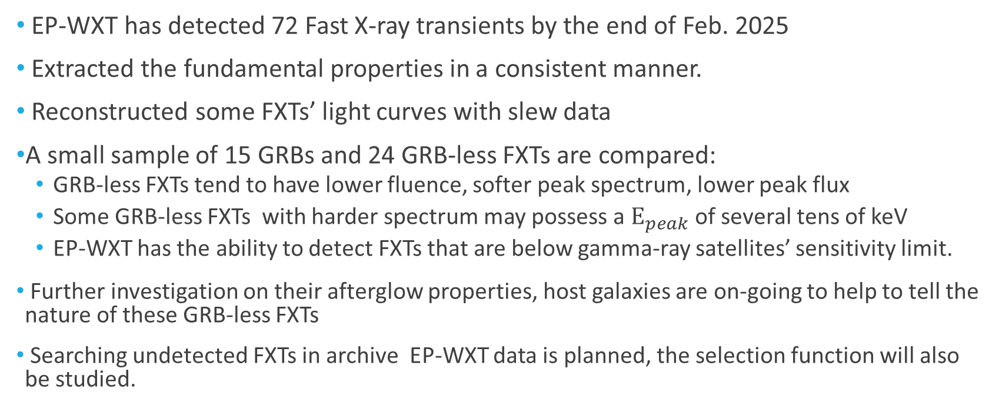 • EP-WXT has detected 72 Fast X-ray transients by the end of Feb. 2025
• Extracted the fundamental properties in a consistent manner.
• Reconstructed some FXTs’ light curves with slew data
•A small sample of 15 GRBs and 24 GRB-less FXTs are compared:
• GRB-less FXTs tend to have lower fluence, softer peak spectrum, lower peak flux
• Some GRB-less FXTs with harder spectrum may possess a E_peak of several tens of keV
• EP-WXT has the ability to detect FXTs that are below gamma-ray satellites’ sensitivity limit.
• Further investigation on their afterglow properties, host galaxies are on-going to help to tell the
nature of these GRB-less FXTs
• Searching undetected FXTs in archive EP-WXT data is planned, the selection function will also
be studied.